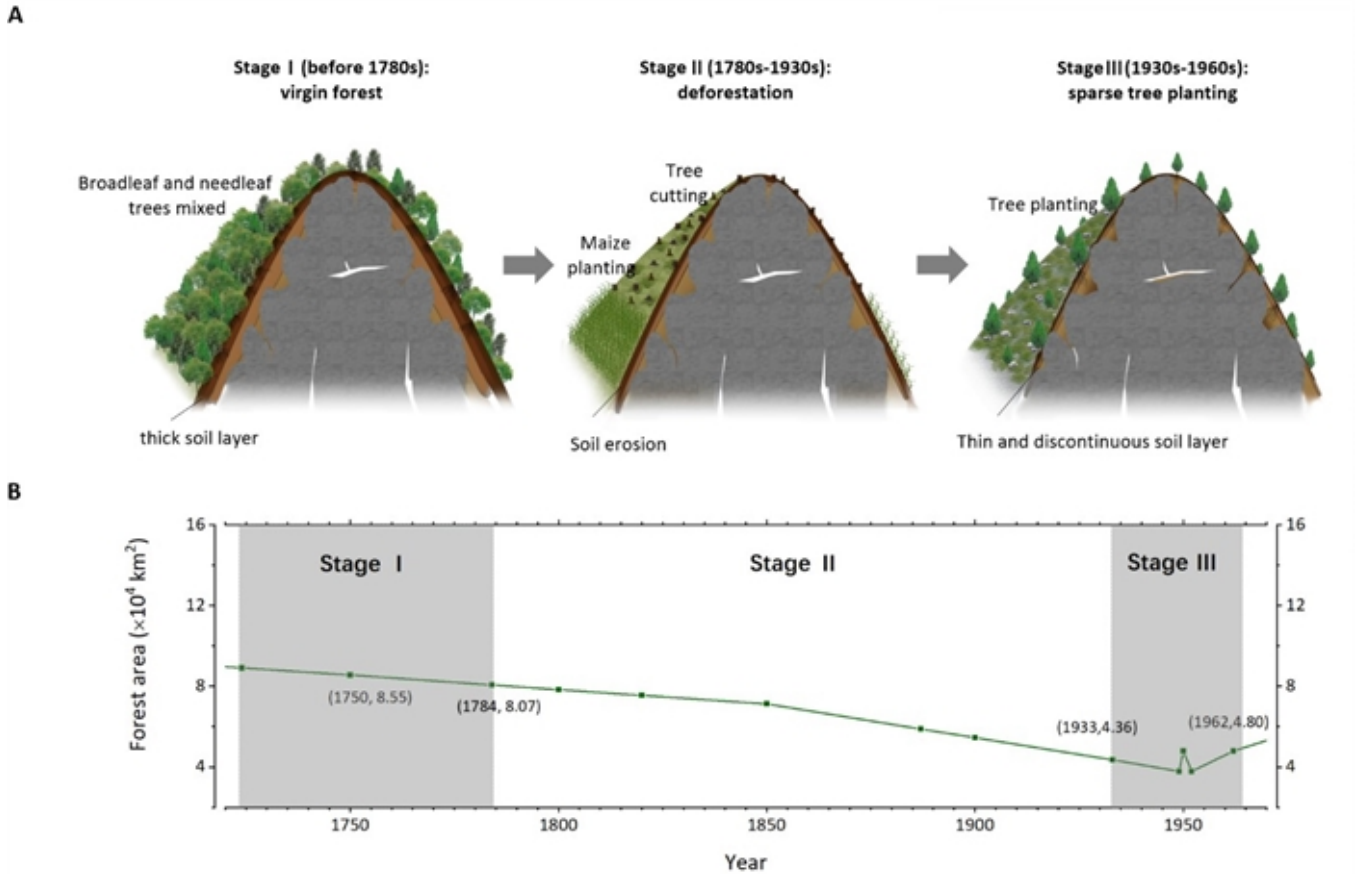 A
Stage Ⅰ (before 1780s):
virgin forest
Stage Ⅱ (1780s-1930s):
deforestation
Stage Ⅲ (1930s-1960s):
sparse tree planting
Broadleaf and needleaf
trees mixed
thick soil layer
Tree
cutting
Maize
planting
Soil erosion
Tree planting
Thin and discontinuous soil layer
B
Forest area (×10⁴ km²)
16
12
8
4
Stage Ⅰ
Stage Ⅱ
Stage Ⅲ
(1750, 8.55)
(1784, 8.07)
(1933,4.36)
(1962,4.80)
16
12
8
4
1750 1800 1850 1900 1950
Year